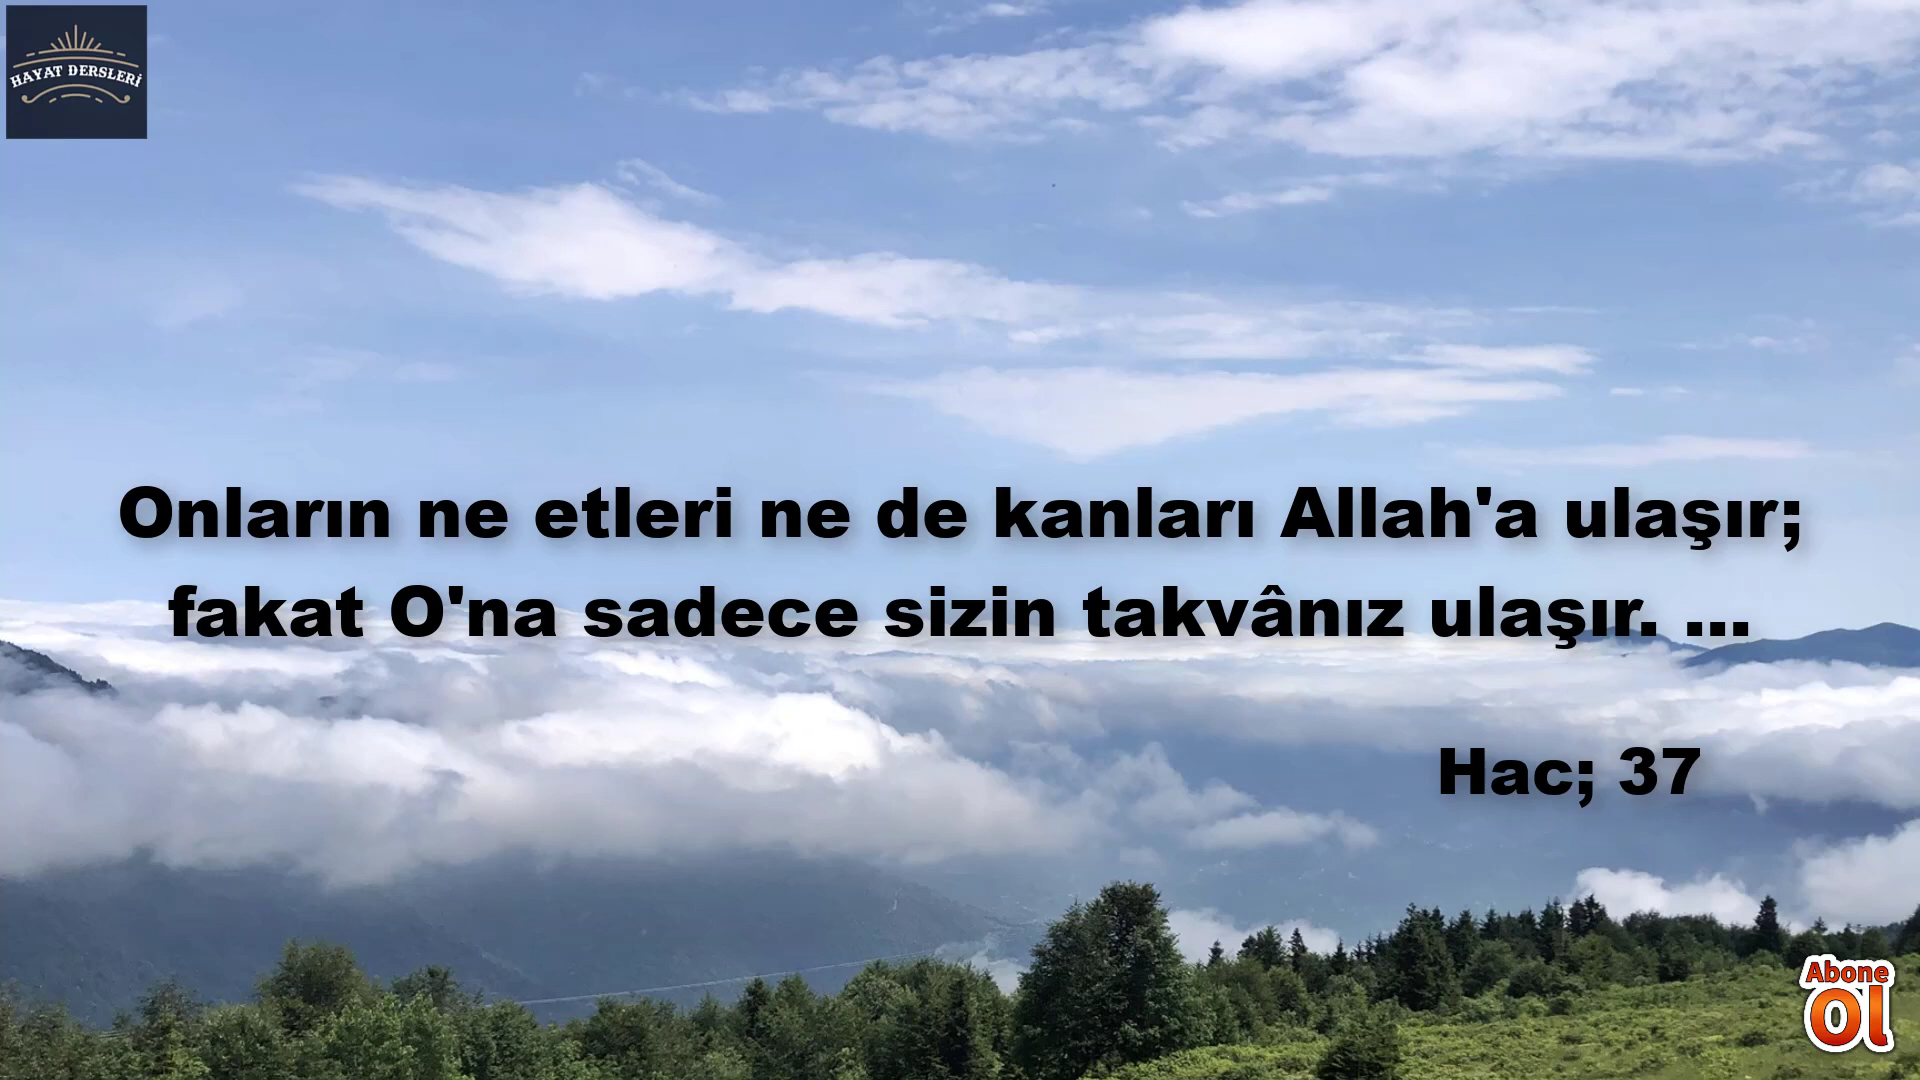 HAYAT DERSLERİ
Onların ne etleri ne de kanları Allah'a ulaşır;
fakat O'na sadece sizin takvânız ulaşır. ...
Hac; 37
Abone
Ol